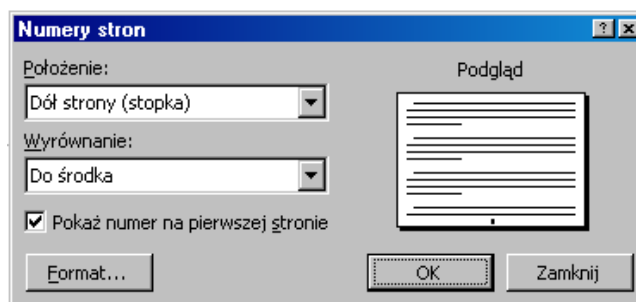 Numery stron
Położenie:
Podgląd
Dół strony (stopka)
Wyrównanie:
Do środka
Pokaż numer na pierwszej stronie
Format...
OK
Zamknij